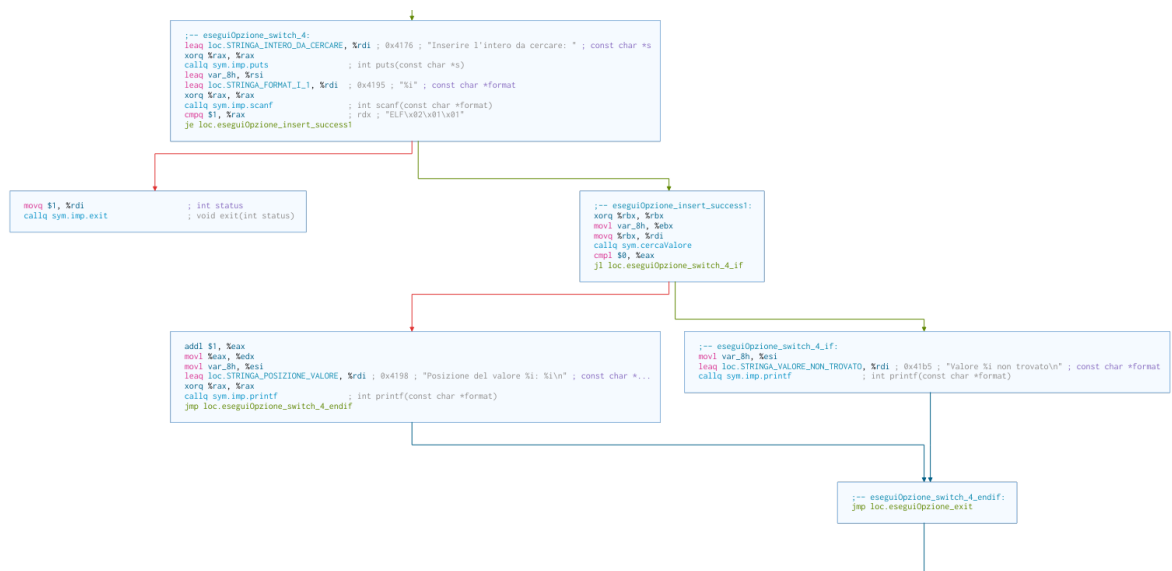 ;-- eseguiOpzione_switch_4:
leaq loc.STRINGA_INTERO_DA_CERCARE, %rdi ; 0x4176 ; "Inserire l'intero da cercare: " ; const char *s
xorq %rax, %rax
callq sym.imp.puts ; int puts(const char *s)
leaq var_8h, %rsi
leaq loc.STRINGA_FORMAT_I_1, %rdi ; 0x4195 ; "%i" ; const char *format
xorq %rax, %rax
callq sym.imp.scanf ; int scanf(const char *format)
cmpq $1, %rax ; rdx ; "ELF\x02\x01\x01"
je loc.eseguiOpzione_insert_success1
movq $1, %rdi ; int status
callq sym.imp.exit ; void exit(int status)
;-- eseguiOpzione_insert_success1:
xorq %rbx, %rbx
movl var_8h, %ebx
movq %rbx, %rdi
callq sym.cercaValore
cmpl $0, %eax
jl loc.eseguiOpzione_switch_4_if
addl $1, %eax
movl %eax, %edx
movl var_8h, %esi
leaq loc.STRINGA_POSIZIONE_VALORE, %rdi ; 0x4198 ; "Posizione del valore %i: %i\n" ; const char *...
xorq %rax, %rax
callq sym.imp.printf ; int printf(const char *format)
jmp loc.eseguiOpzione_switch_4_endif
;-- eseguiOpzione_switch_4_if:
movl var_8h, %esi
leaq loc.STRINGA_VALORE_NON_TROVATO, %rdi ; 0x41b5 ; "Valore %i non trovato\n" ; const char *format
callq sym.imp.printf ; int printf(const char *format)
;-- eseguiOpzione_switch_4_endif:
jmp loc.eseguiOpzione_exit